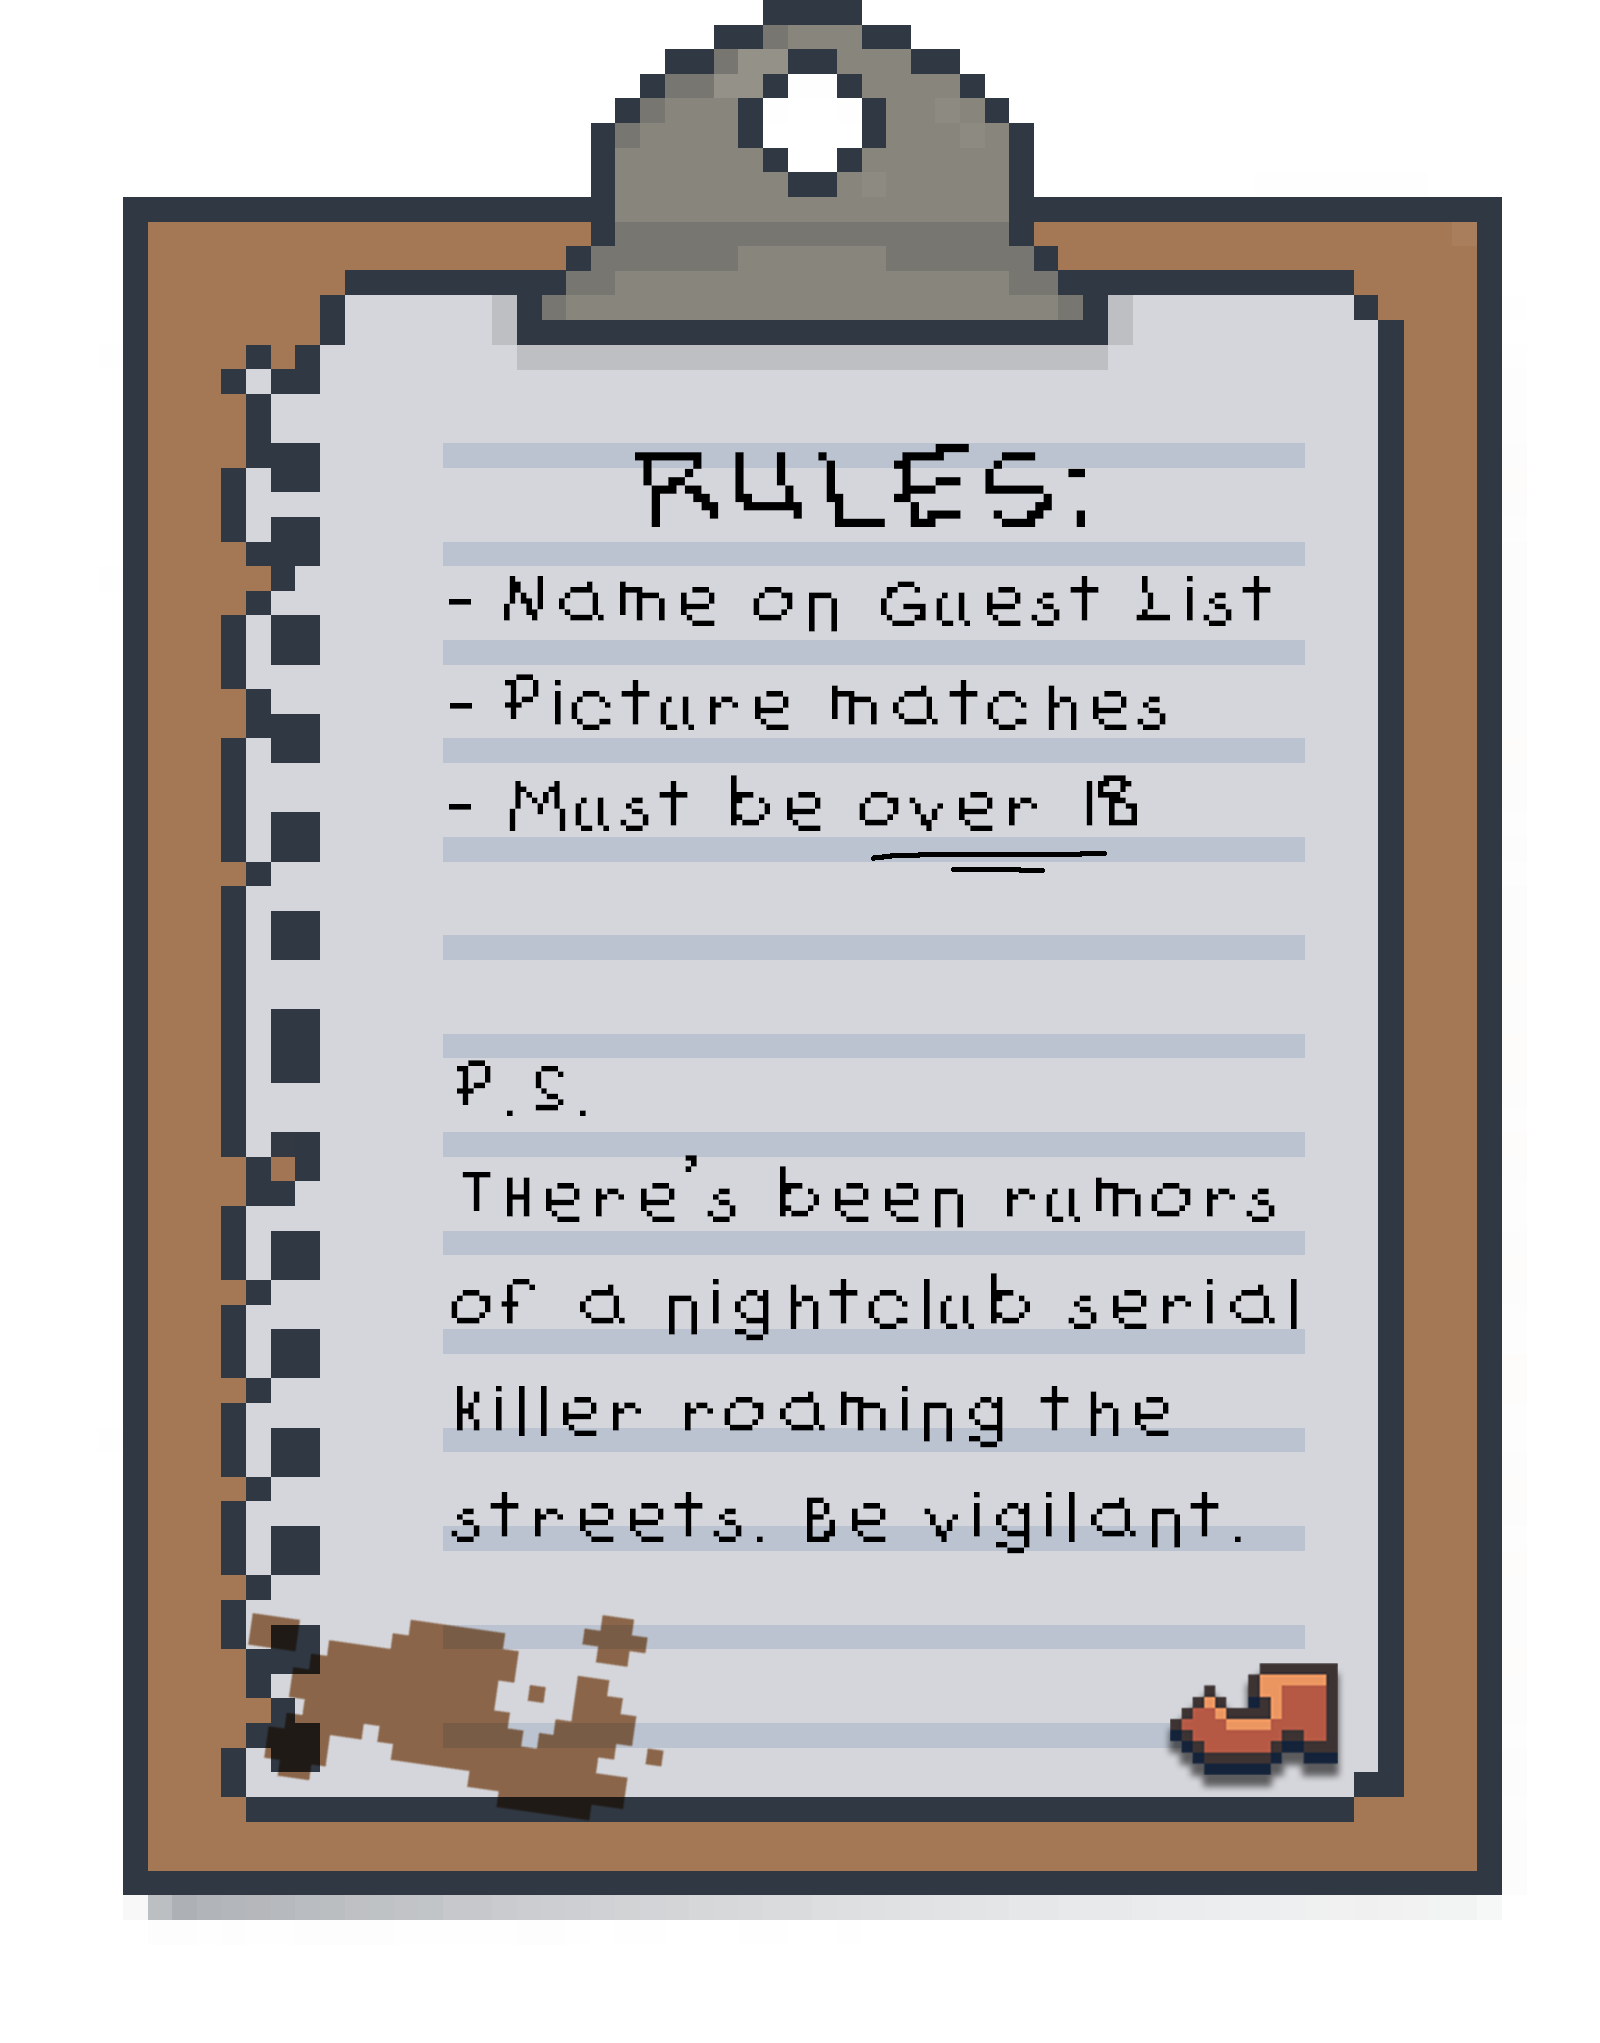 RULES:
- Name on Guest List
- Picture matches
- Must be over 18
P.S.
THere's been rumors
of a nightclub serial
killer roaming the
streets. Be vigilant.